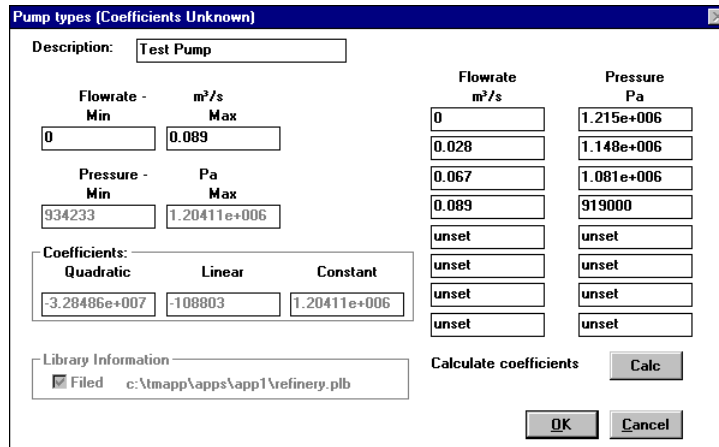 Pump types (Coefficients Unknown)
Description: Test Pump
Flowrate - m³/s
Min Max
0 0.089
Pressure - Pa
Min Max
934233 1.20411e+006
Coefficients:
Quadratic Linear Constant
-3.28486e+007 -108803 1.20411e+006
Library Information
Filed c:\tmapp\apps\app1\refinery.plb
Flowrate Pressure
m³/s Pa
0 1.215e+006
0.028 1.148e+006
0.067 1.081e+006
0.089 919000
unset unset
unset unset
unset unset
unset unset
Calculate coefficients Calc
OK Cancel